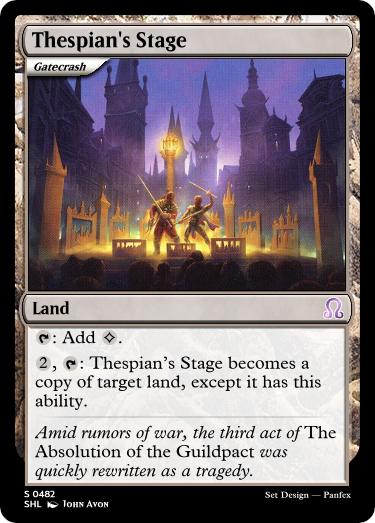 Thespian's Stage
Gatecrash
Land
: Add .
2, : Thespian's Stage becomes a
copy of target land, except it has this
ability.
Amid rumors of war, the third act of The
Absolution of the Guildpact was
quickly rewritten as a tragedy.
S 0482
SHL John Avon
Set Design — Panfex